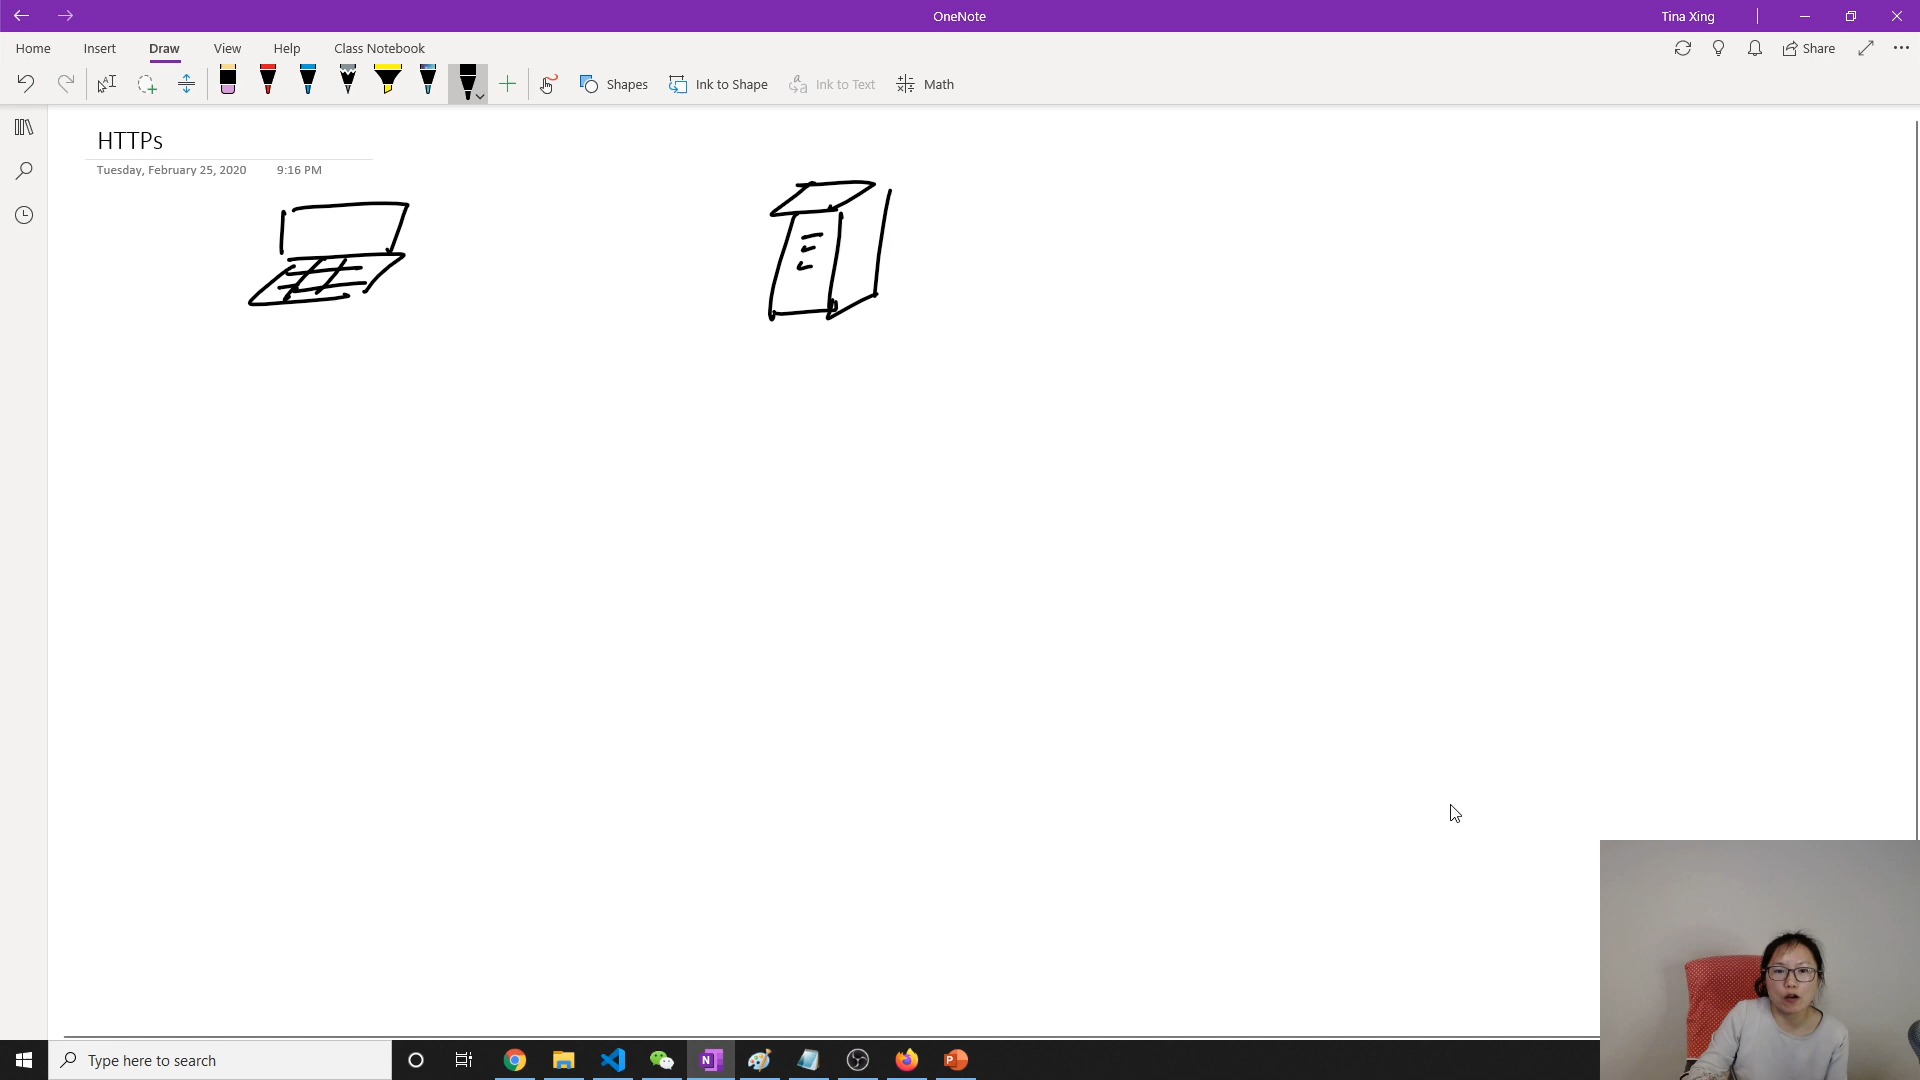 OneNote
Tina Xing
Home Insert Draw View Help Class Notebook
Share
Shapes Ink to Shape Ink to Text Math
HTTPs
Tuesday, February 25, 2020 9:16 PM
Type here to search